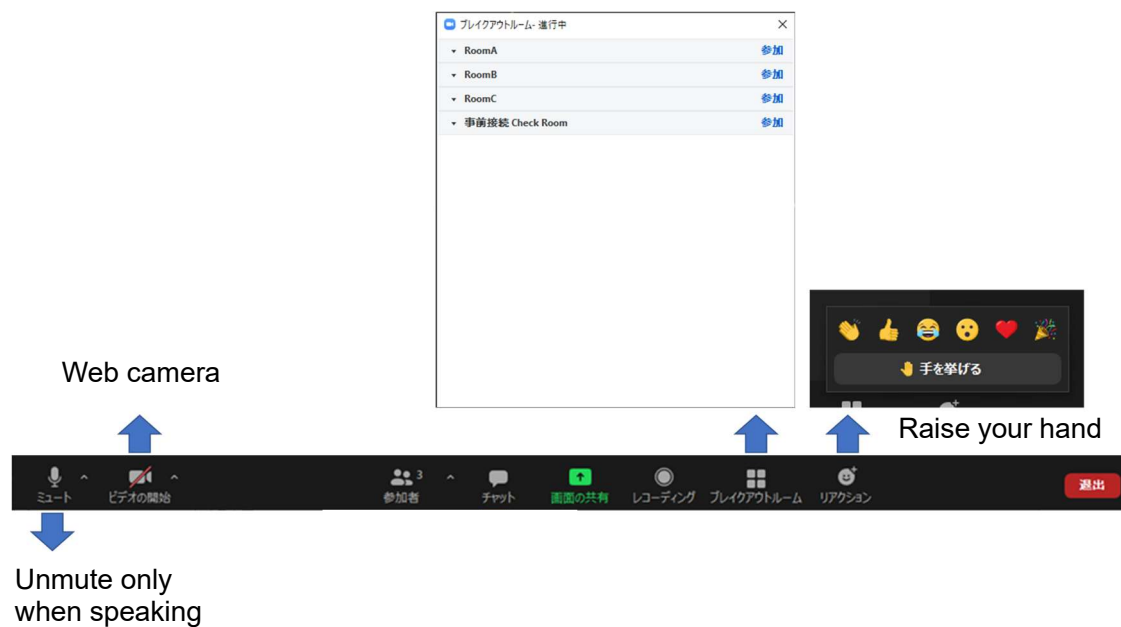 ブレイクアウトルーム- 進行中
RoomA 参加
RoomB 参加
RoomC 参加
事前接続 Check Room 参加
手を挙げる
Web camera
Raise your hand
3
ミュート ビデオの開始 参加者 チャット 画面の共有 レコーディング ブレイクアウトルーム リアクション 退出
Unmute only
when speaking